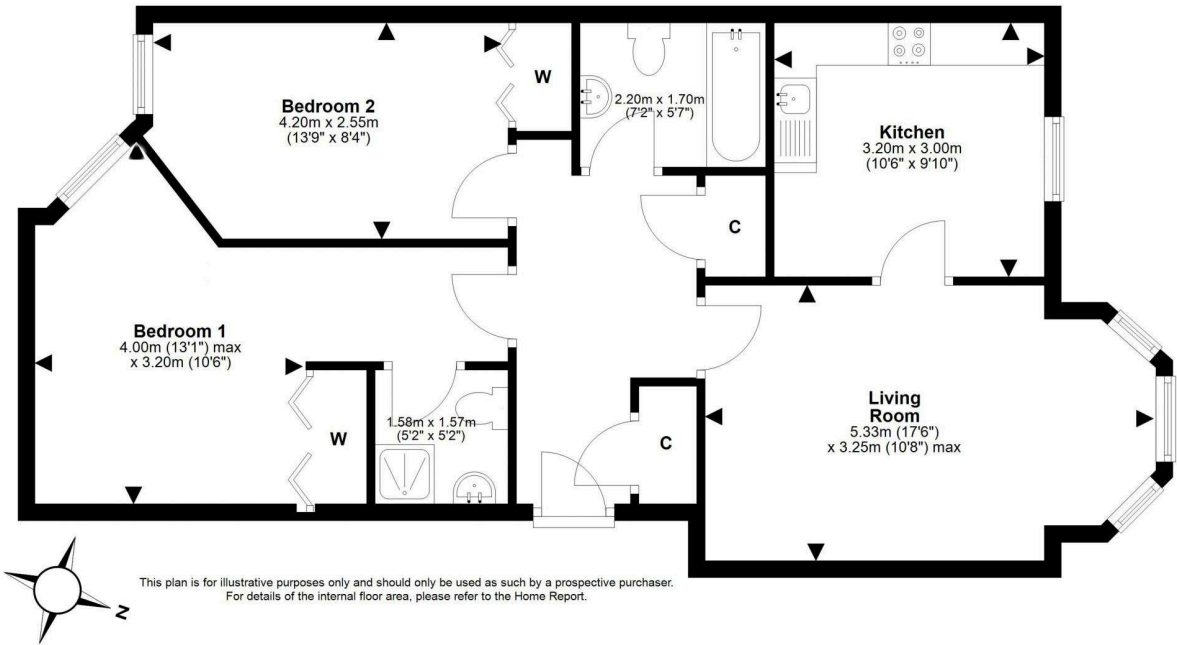 Bedroom 2
4.20m x 2.55m
(13'9" x 8'4")
W
2.20m x 1.70m
(7'2" x 5'7")
Kitchen
3.20m x 3.00m
(10'6" x 9'10")
C
Bedroom 1
4.00m (13'1") max
x 3.20m (10'6")
W
1.58m x 1.57m
(5'2" x 5'2")
C
Living
Room
5.33m (17'6")
x 3.25m (10'8") max
N
This plan is for illustrative purposes only and should only be used as such by a prospective purchaser.
For details of the internal floor area, please refer to the Home Report.